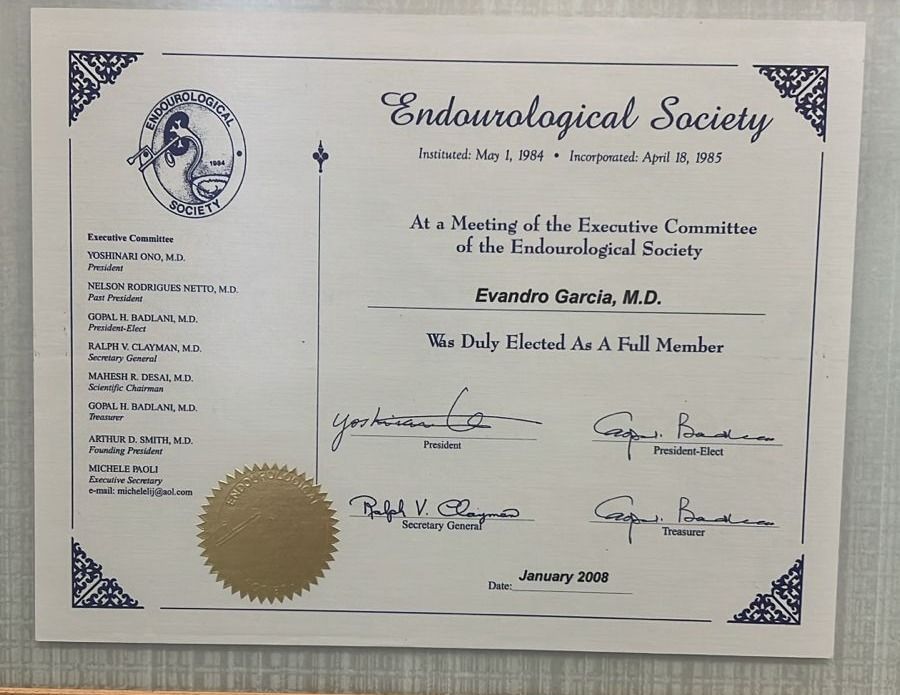 ENDOUROLOGICAL
1984
SOCIETY
Executive Committee
YOSHINARI ONO, M.D.
President
NELSON RODRIGUES NETTO, M.D.
Past President
GOPAL H. BADLANI, M.D.
President-Elect
RALPH V. CLAYMAN, M.D.
Secretary General
MAHESH R. DESAI, M.D.
Scientific Chairman
GOPAL H. BADLANI, M.D.
Treasurer
ARTHUR D. SMITH, M.D.
Founding President
MICHELE PAOLI
Executive Secretary
e-mail: michelelij@aol.com
ENDOUROLOGICAL
Endourological Society
Instituted: May 1, 1984 • Incorporated: April 18, 1985
At a Meeting of the Executive Committee
of the Endourological Society
Evandro Garcia, M.D.
Was Duly Elected As A Full Member
President
President-Elect
Ralph V. Clayman
Secretary General
Treasurer
Date: January 2008